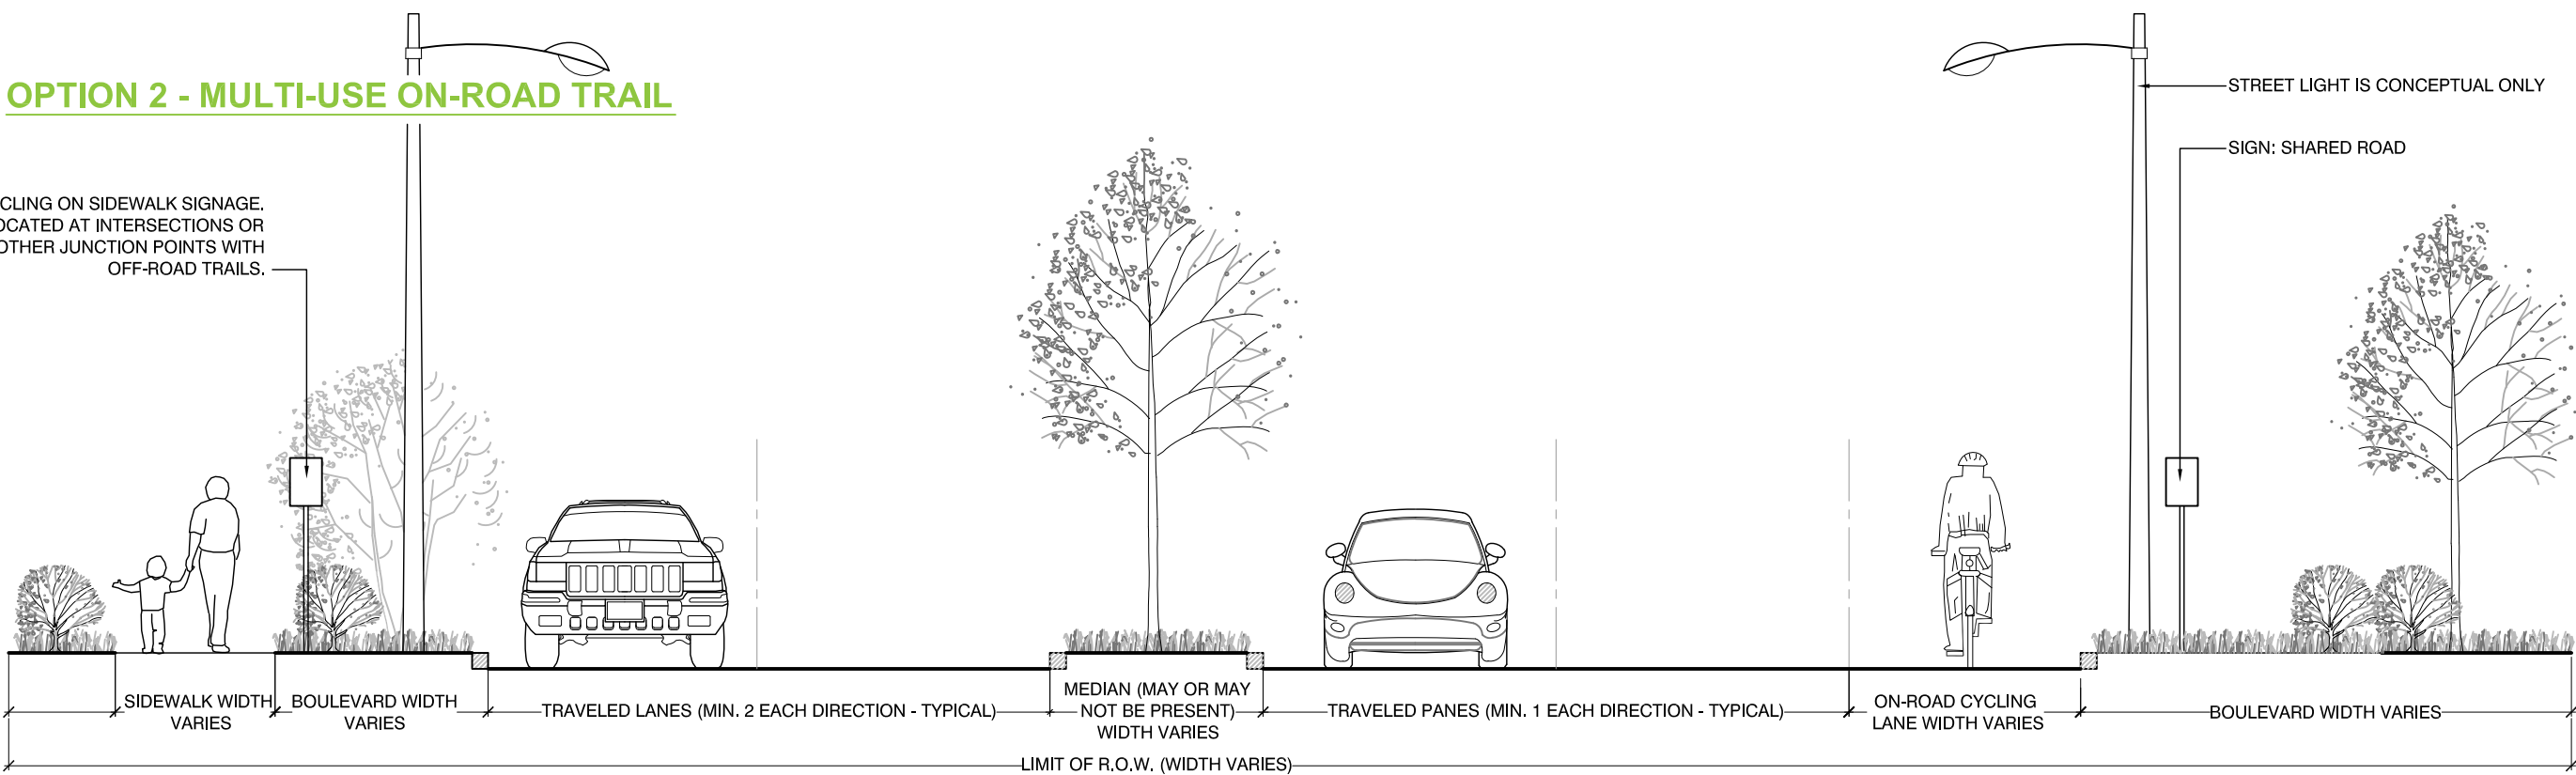 OPTION 2 - MULTI-USE ON-ROAD TRAIL
STREET LIGHT IS CONCEPTUAL ONLY
SIGN: SHARED ROAD
CLING ON SIDEWALK SIGNAGE.
OCATED AT INTERSECTIONS OR
OTHER JUNCTION POINTS WITH
OFF-ROAD TRAILS.
SIDEWALK WIDTH
VARIES
BOULEVARD WIDTH
VARIES
TRAVELED LANES (MIN. 2 EACH DIRECTION - TYPICAL)
MEDIAN (MAY OR MAY
NOT BE PRESENT)
WIDTH VARIES
TRAVELED PANES (MIN. 1 EACH DIRECTION - TYPICAL)
ON-ROAD CYCLING
LANE WIDTH VARIES
BOULEVARD WIDTH VARIES
LIMIT OF R.O.W. (WIDTH VARIES)